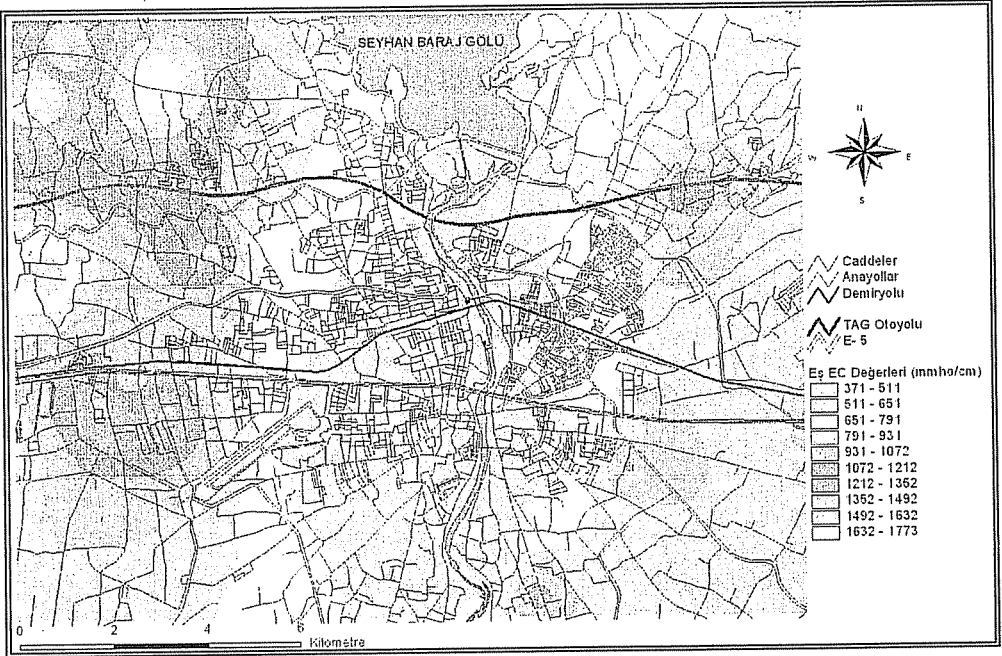 SEYHAN BARAJ GÖLÜ
N
W
E
S
Caddeler
Anayollar
Demiryolu
TAG Otoyolu
E-5
Eş EC Değerleri (mmho/cm)
371 - 511
511 - 651
651 - 791
791 - 931
931 - 1072
1072 - 1212
1212 - 1352
1352 - 1492
1492 - 1632
1632 - 1773
0 2 4 6 Kilometre